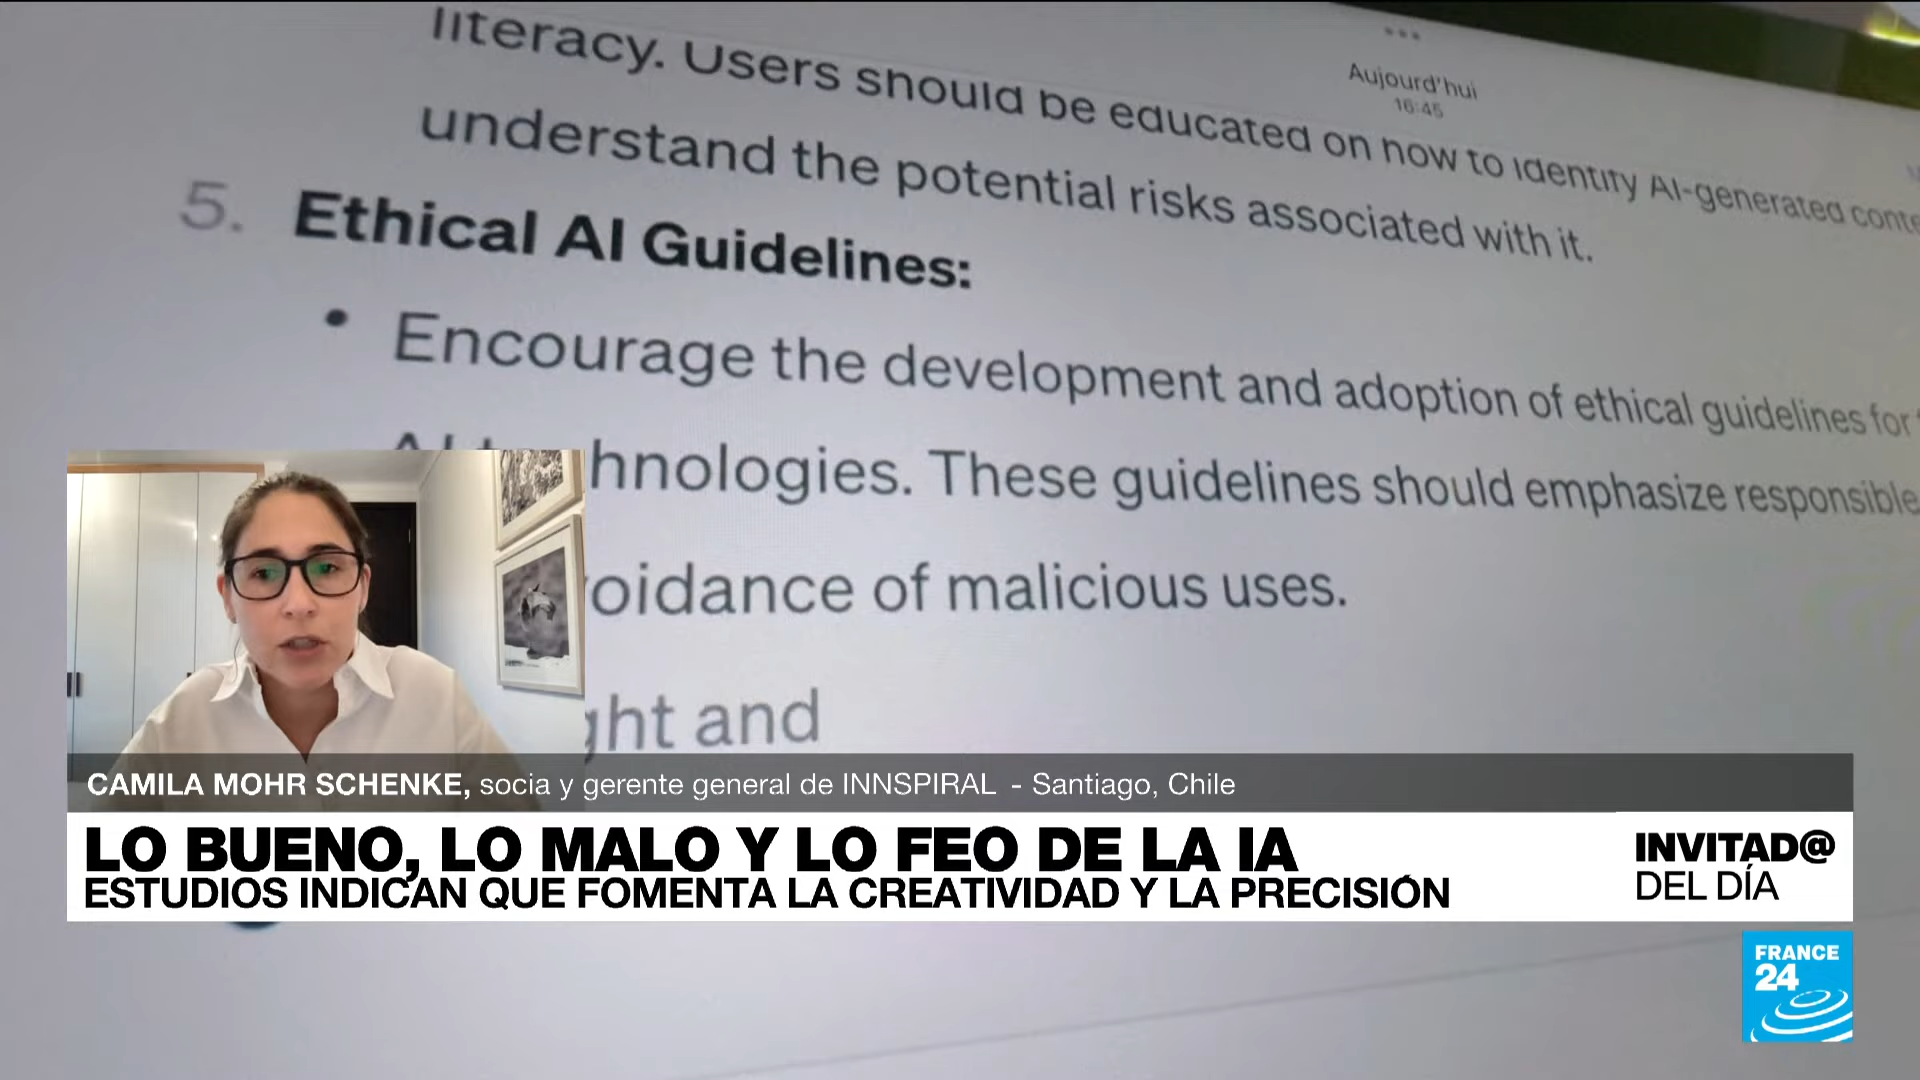 literacy. Users should be educated on how to identify AI-generated
understand the potential risks associated with it.
Aujourd'hui
16:45
5. Ethical AI Guidelines:
• Encourage the development and adoption of ethical guidelines for
hnologies. These guidelines should emphasize responsible
oidance of malicious uses.
ght and
CAMILA MOHR SCHENKE, socia y gerente general de INNSPIRAL - Santiago, Chile
LO BUENO, LO MALO Y LO FEO DE LA IA
ESTUDIOS INDICAN QUE FOMENTA LA CREATIVIDAD Y LA PRECISIÓN
INVITAD@
DEL DÍA
FRANCE
24